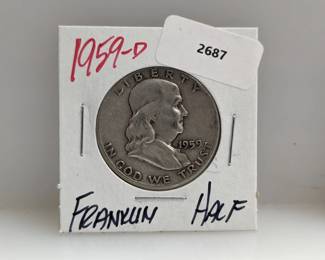 1959-D
2687
LIBERTY
1959
IN GOD WE TRUST
FRANKLIN HALF